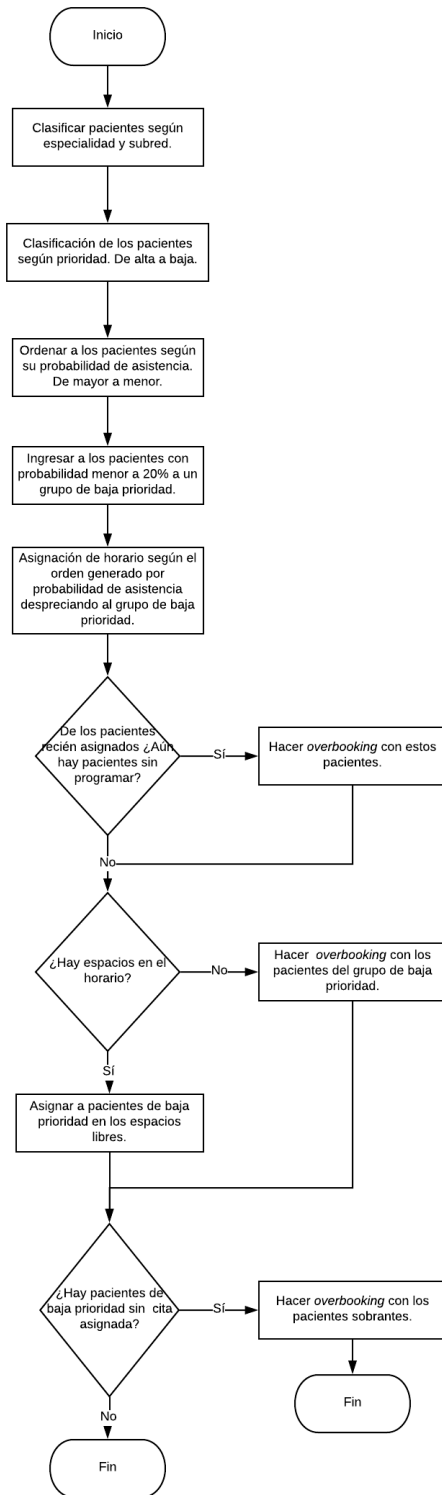 Inicio
Clasificar pacientes según
especialidad y subred.
Clasificación de los pacientes
según prioridad. De alta a baja.
Ordenar a los pacientes según
su probabilidad de asistencia.
De mayor a menor.
Ingresar a los pacientes con
probabilidad menor a 20% a un
grupo de baja prioridad.
Asignación de horario según el
orden generado por
probabilidad de asistencia
despreciando al grupo de baja
prioridad.
De los pacientes
recién asignados ¿Aún
hay pacientes sin
programar?
Sí
Hacer overbooking con estos
pacientes.
No
¿Hay espacios en el
horario?
No
Hacer overbooking con los
pacientes del grupo de baja
prioridad.
Sí
Asignar a pacientes de baja
prioridad en los espacios
libres.
¿Hay pacientes de
baja prioridad sin cita
asignada?
Sí
Hacer overbooking con los
pacientes sobrantes.
Fin
No
Fin